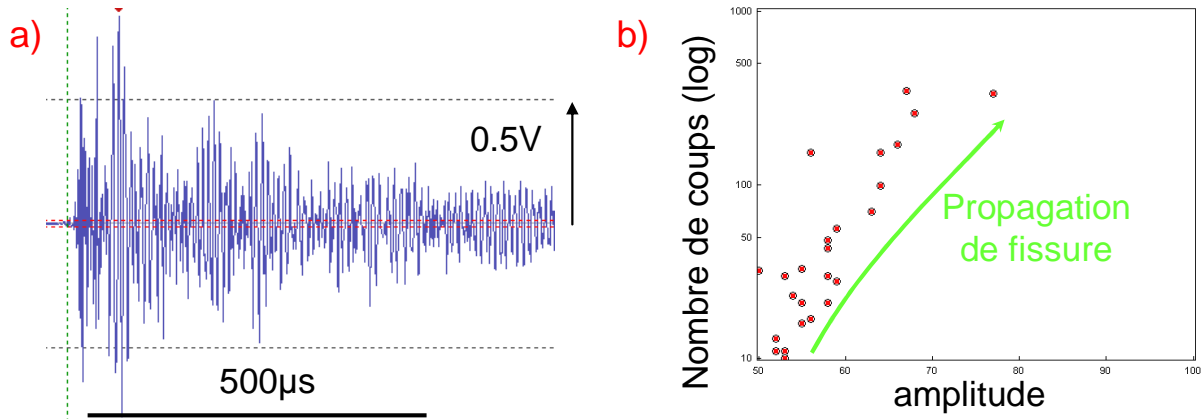 a)
0.5V
500µs
b)
Nombre de coups (log)
1000
500
100
50
10
50
60
70
80
90
100
amplitude
Propagation
de fissure